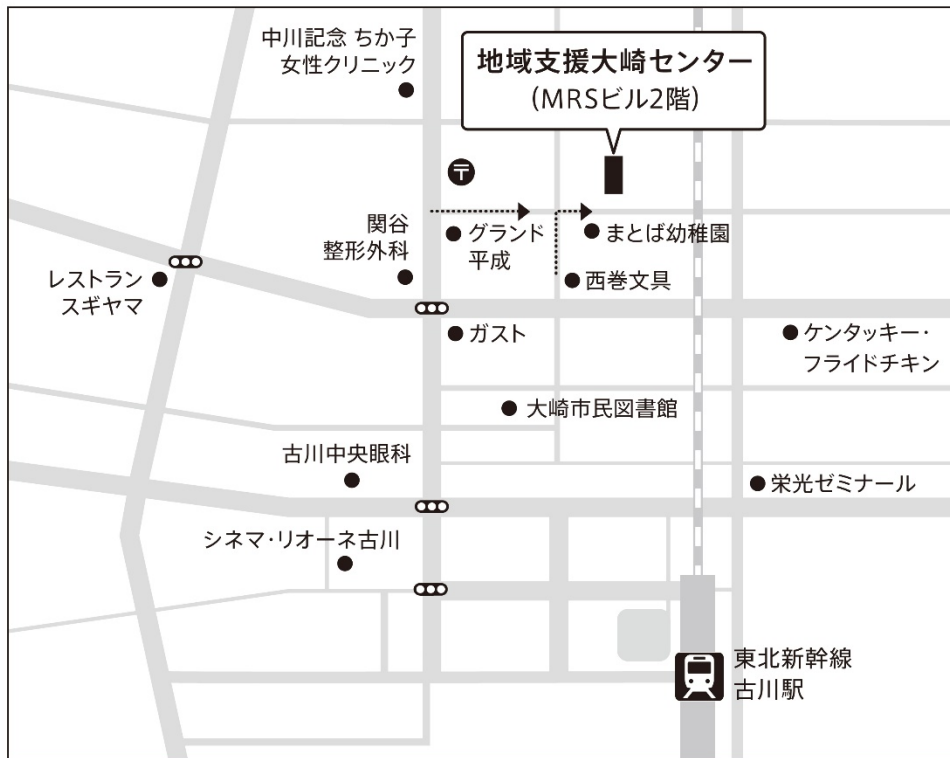 中川記念 ちか子
女性クリニック
地域支援大崎センター
(MRSビル2階)
〒
関谷
整形外科
グランド
平成
まとば幼稚園
西巻文具
レストラン
スギヤマ
ガスト
ケンタッキー・
フライドチキン
大崎市民図書館
古川中央眼科
栄光ゼミナール
シネマ・リオーネ古川
東北新幹線
古川駅